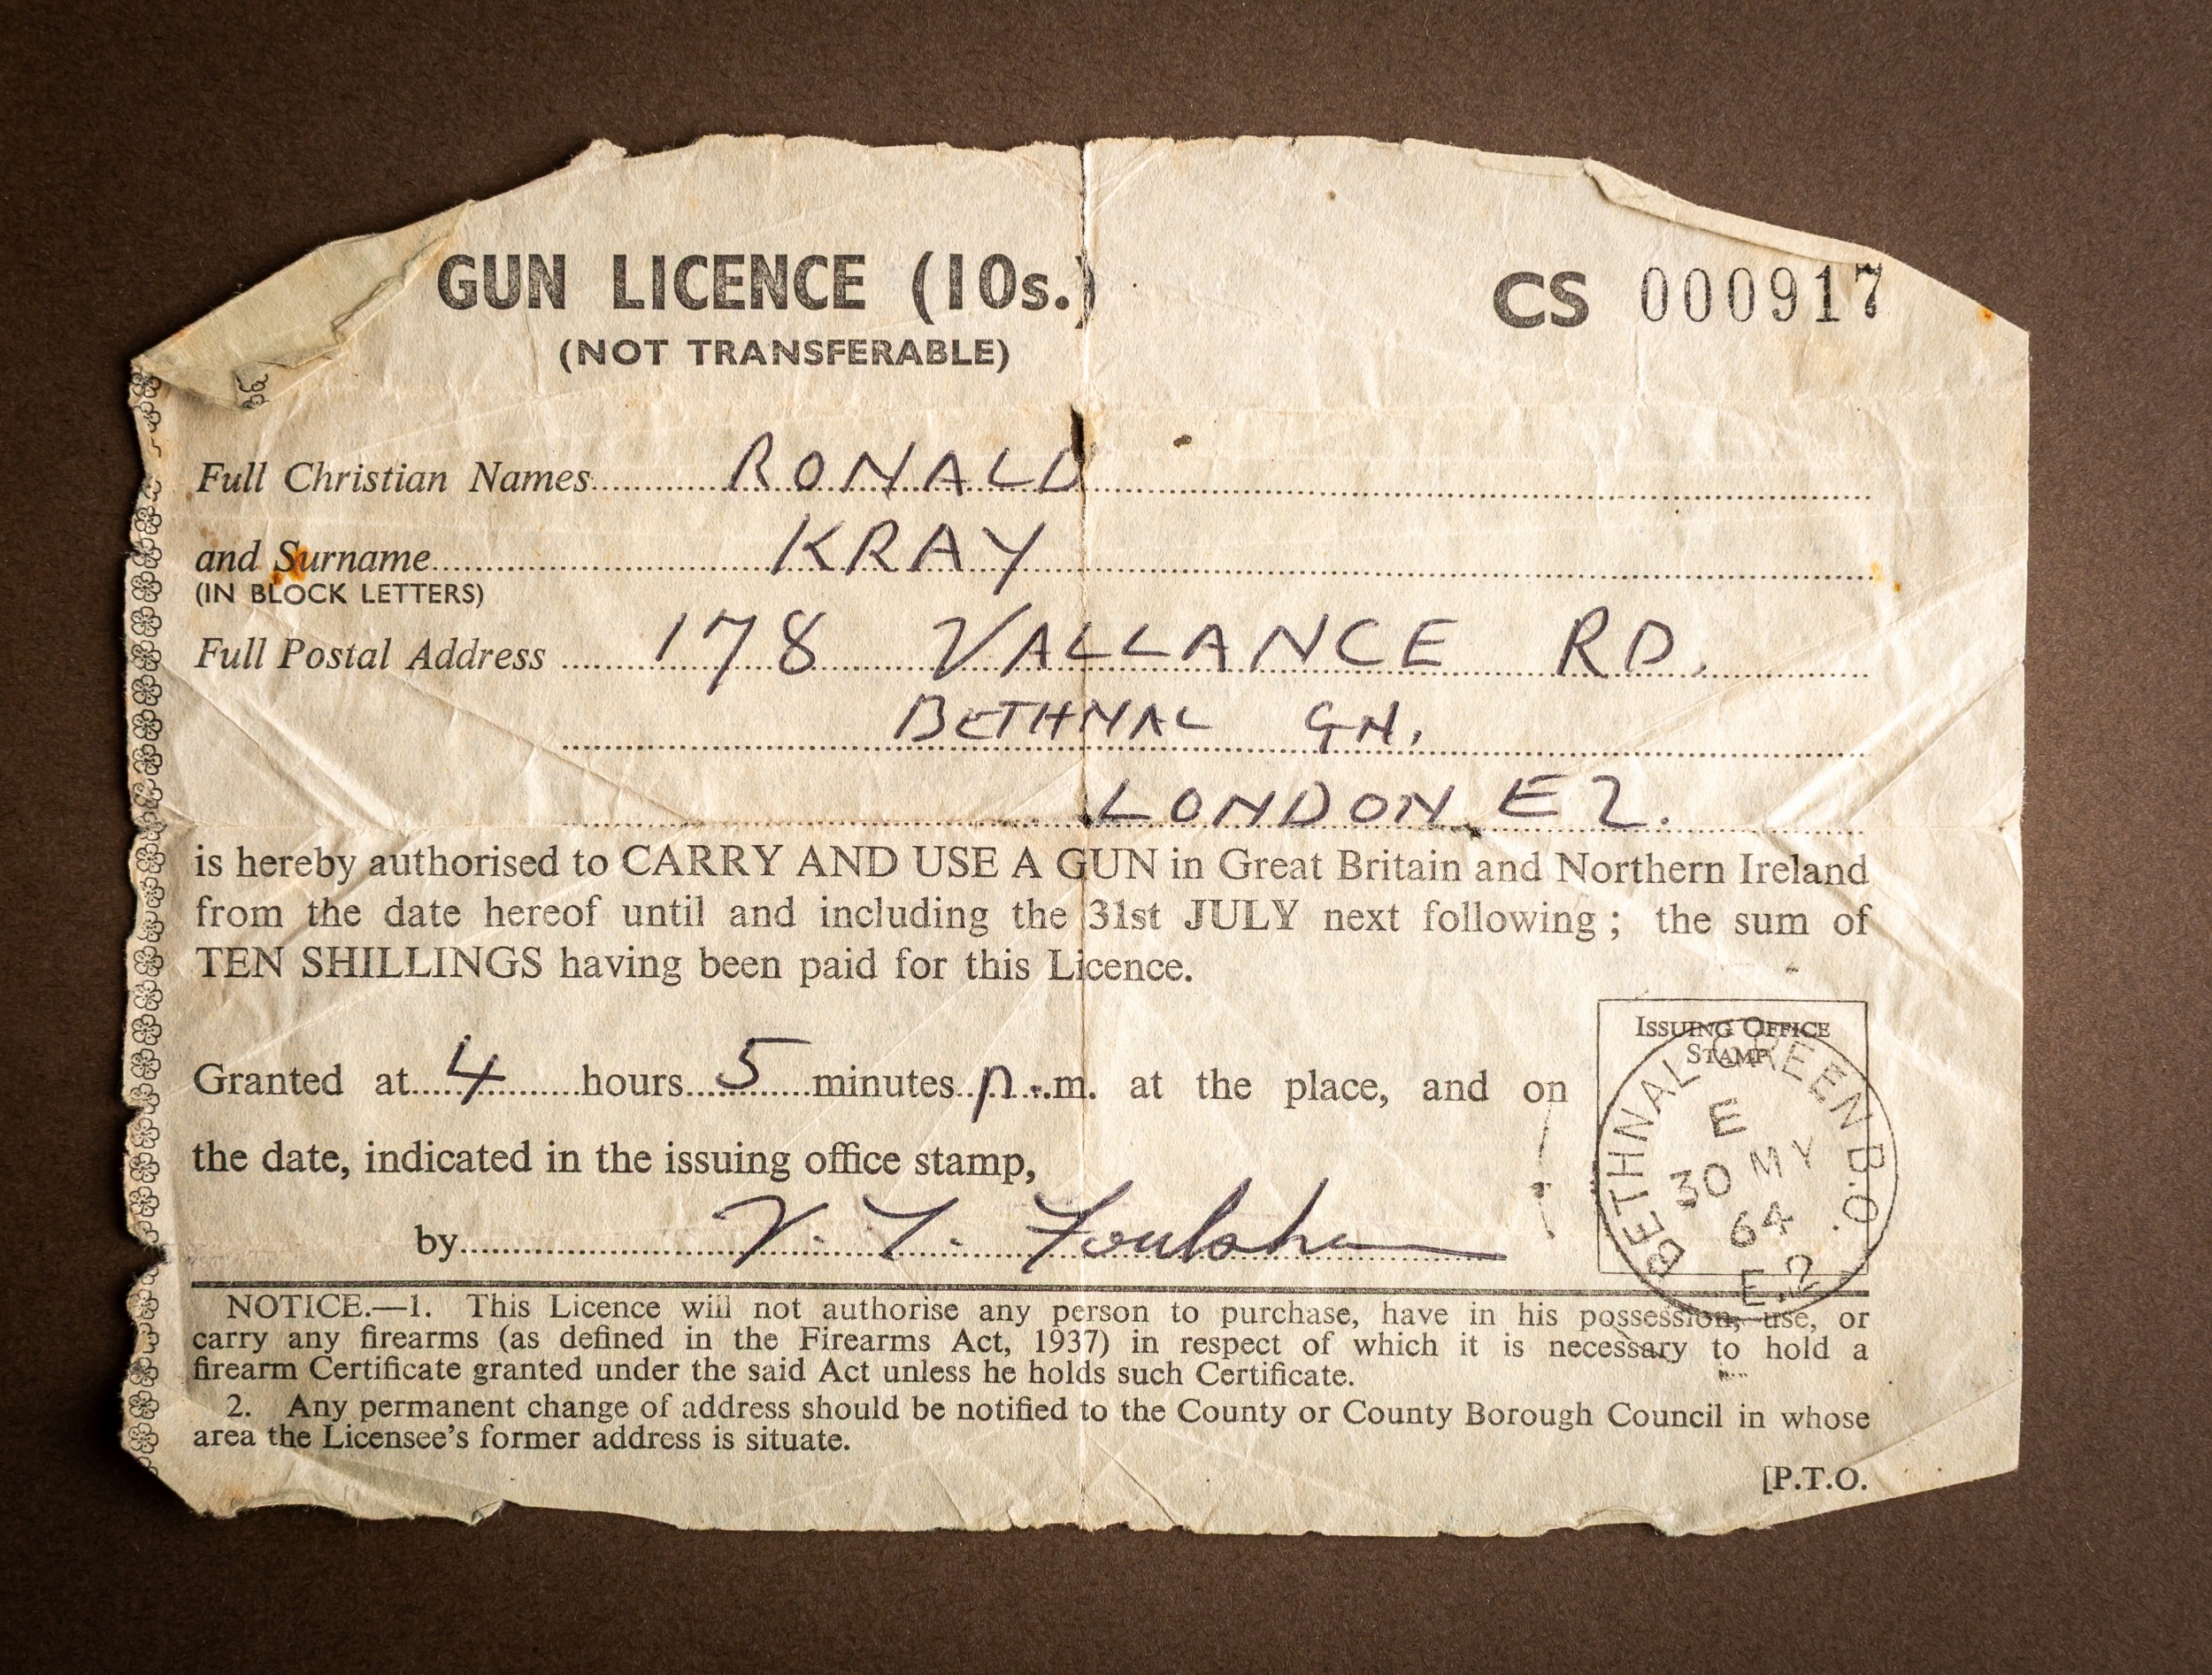 GUN LICENCE (10s.)
CS 000917
(NOT TRANSFERABLE)
Full Christian Names RONALD
and Surname KRAY
(IN BLOCK LETTERS)
Full Postal Address 178 VALLANCE RD.
BETHNAL GN.
LONDON E2.
is hereby authorised to CARRY AND USE A GUN in Great Britain and Northern Ireland
from the date hereof until and including the 31st JULY next following; the sum of
TEN SHILLINGS having been paid for this Licence.
Granted at 4 hours 5 minutes p.m. at the place, and on
the date, indicated in the issuing office stamp,
by V. T. Foulsham
ISSUING OFFICE
STAMP
BETHNAL GREEN B.O.
E
30 MY
64
E.2
NOTICE.—1. This Licence will not authorise any person to purchase, have in his possession, use, or
carry any firearms (as defined in the Firearms Act, 1937) in respect of which it is necessary to hold a
firearm Certificate granted under the said Act unless he holds such Certificate.
2. Any permanent change of address should be notified to the County or County Borough Council in whose
area the Licensee's former address is situate.
[P.T.O.